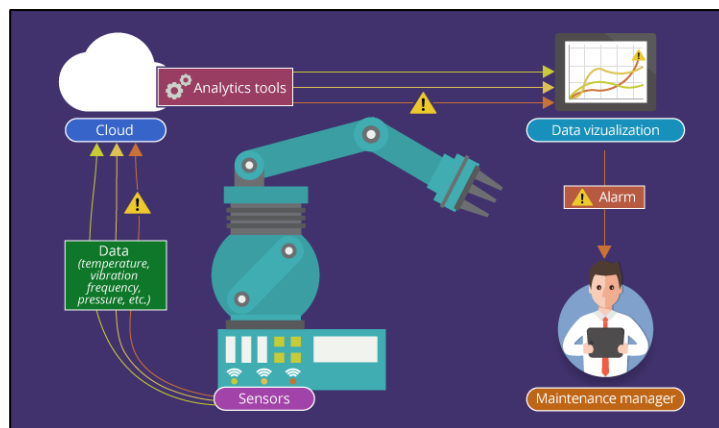 Analytics tools
Cloud
Data vizualization
Alarm
Data
(temperature,
vibration
frequency,
pressure, etc.)
Sensors
Maintenance manager